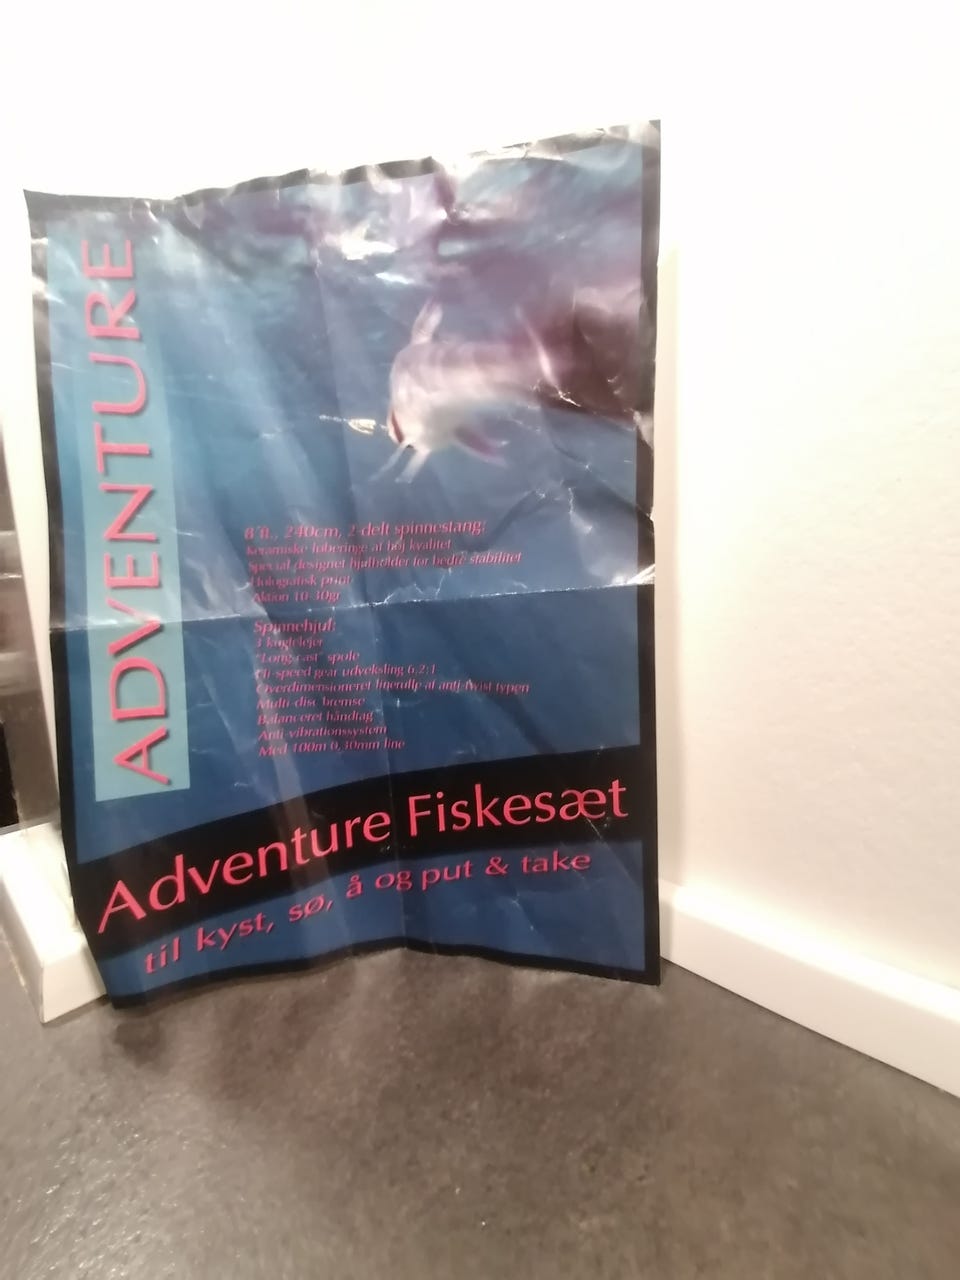 ADVENTURE
8´ft., 240cm, 2-delt spinnestang:
Keramiske løberinge af høj kvalitet
Special designet hjulholder for bedre stabilitet
Holografisk print
Aktion 10-30gr
Spinnehjul:
3 kuglelejer
"Long cast" spole
Hi-speed gear udveksling 6,2:1
Overdimensioneret linerulle af anti-twist typen
Multi-disc bremse
Balanceret håndtag
Anti-vibrationssystem
Med 100m 0,30mm line
Adventure Fiskesæt
til kyst, sø, å og put & take